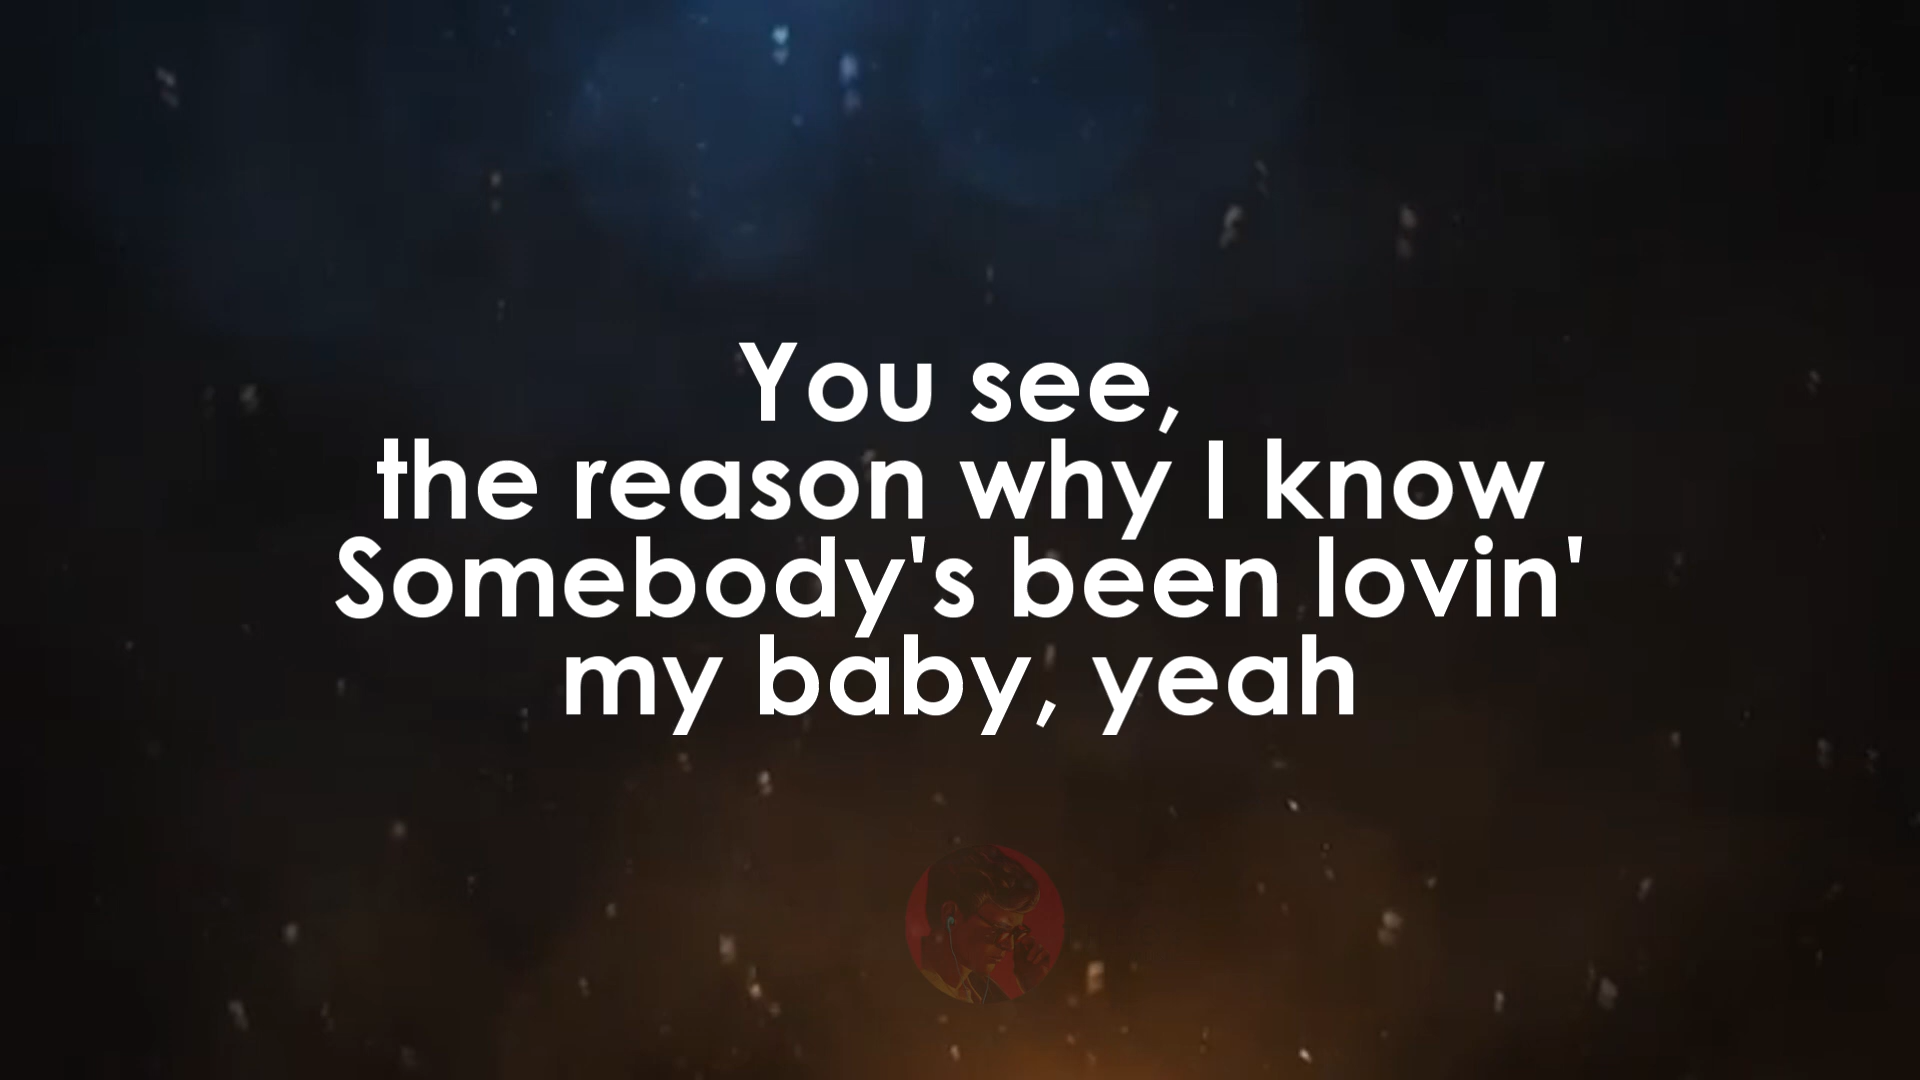 You see,
the reason why I know
Somebody's been lovin'
my baby, yeah